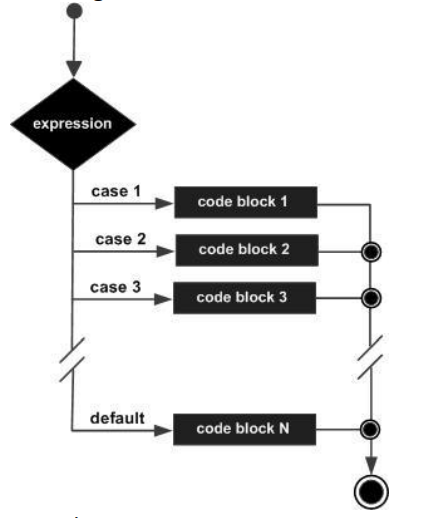 expression
case 1
code block 1
case 2
code block 2
case 3
code block 3
default
code block N